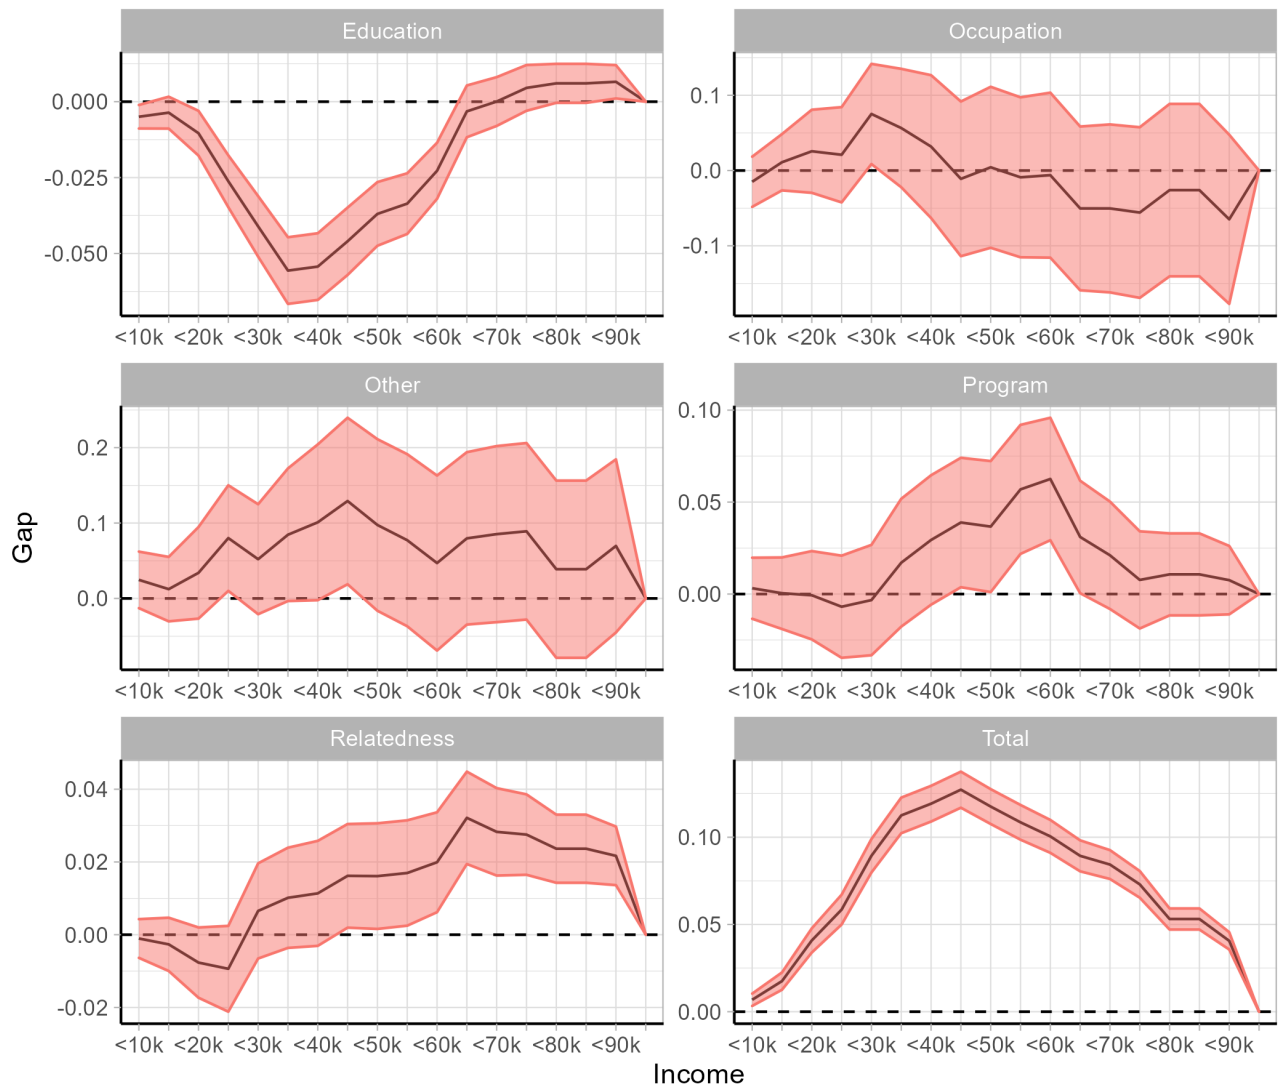 Education
Occupation
0.000
-0.025
-0.050
0.1
0.0
-0.1
<10k <20k <30k <40k <50k <60k <70k <80k <90k
<10k <20k <30k <40k <50k <60k <70k <80k <90k
Other
Program
0.2
0.1
0.0
0.10
0.05
0.00
<10k <20k <30k <40k <50k <60k <70k <80k <90k
<10k <20k <30k <40k <50k <60k <70k <80k <90k
Gap
Relatedness
Total
0.04
0.02
0.00
-0.02
0.10
0.05
0.00
<10k <20k <30k <40k <50k <60k <70k <80k <90k
<10k <20k <30k <40k <50k <60k <70k <80k <90k
Income